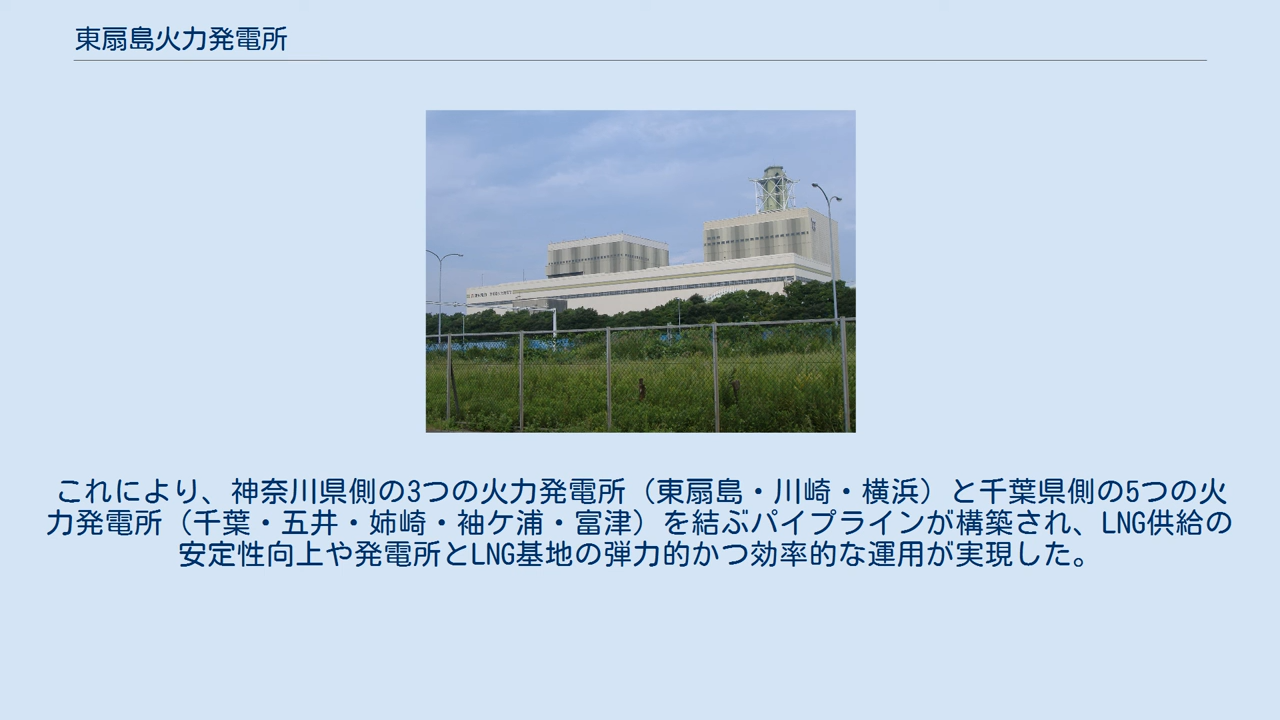 東扇島火力発電所
これにより、神奈川県側の3つの火力発電所（東扇島・川崎・横浜）と千葉県側の5つの火
力発電所（千葉・五井・姉崎・袖ケ浦・富津）を結ぶパイプラインが構築され、LNG供給の
安定性向上や発電所とLNG基地の弾力的かつ効率的な運用が実現した。